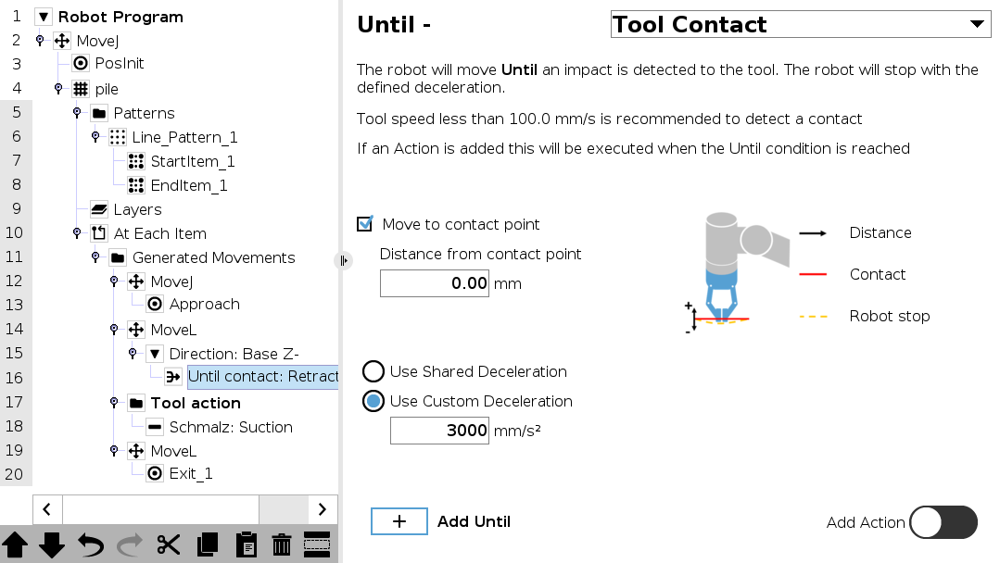 1 Robot Program
2 MoveJ
3 PosInit
4 pile
5 Patterns
6 Line_Pattern_1
7 StartItem_1
8 EndItem_1
9 Layers
10 At Each Item
11 Generated Movements
12 MoveJ
13 Approach
14 MoveL
15 Direction: Base Z-
16 Until contact: Retract
17 Tool action
18 Schmalz: Suction
19 MoveL
20 Exit_1
Until -
Tool Contact
The robot will move Until an impact is detected to the tool. The robot will stop with the
defined deceleration.
Tool speed less than 100.0 mm/s is recommended to detect a contact
If an Action is added this will be executed when the Until condition is reached
Move to contact point
Distance from contact point
0.00 mm
+
-
Distance
Contact
Robot stop
Use Shared Deceleration
Use Custom Deceleration
3000 mm/s²
+ Add Until
Add Action